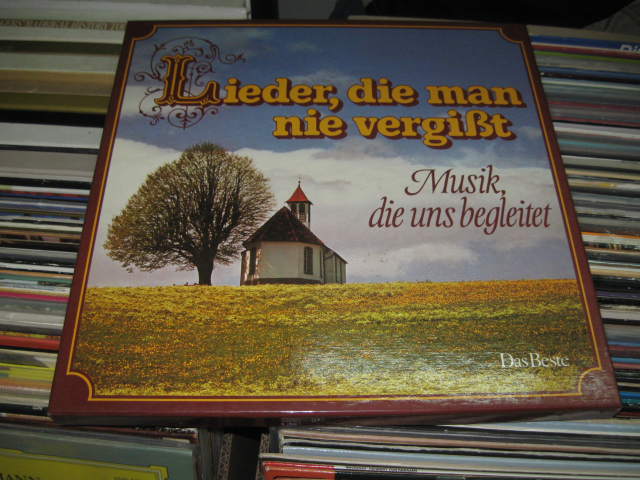 Lieder, die man
nie vergißt
Musik,
die uns begleitet
Das Beste